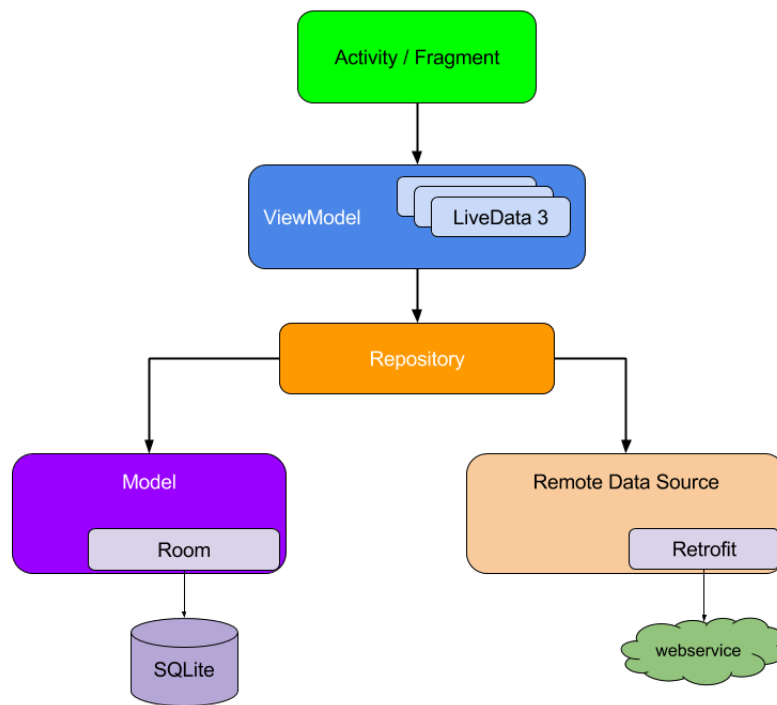 Activity / Fragment
ViewModel
LiveData 3
Repository
Model
Remote Data Source
Room
Retrofit
SQLite
webservice